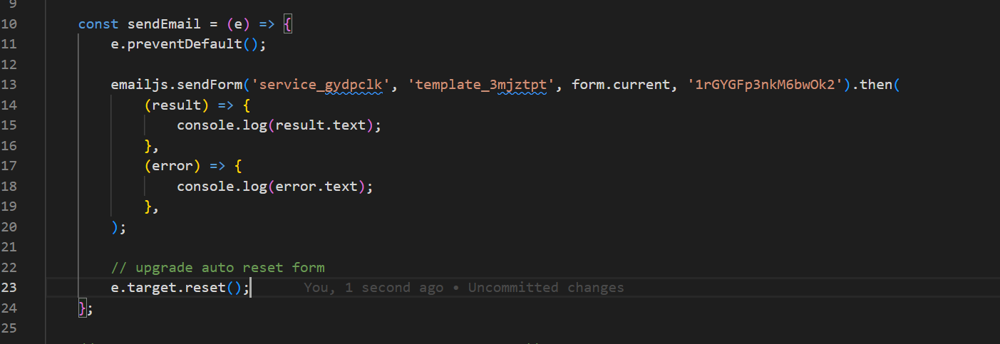 9
10 const sendEmail = (e) => {
11 e.preventDefault();
12
13 emailjs.sendForm('service_gydpclk', 'template_3mjztpt', form.current, '1rGYGFp3nkM6bwOk2').then(
14 (result) => {
15 console.log(result.text);
16 },
17 (error) => {
18 console.log(error.text);
19 },
20 );
21
22 // upgrade auto reset form
23 e.target.reset(); You, 1 second ago • Uncommitted changes
24 };
25